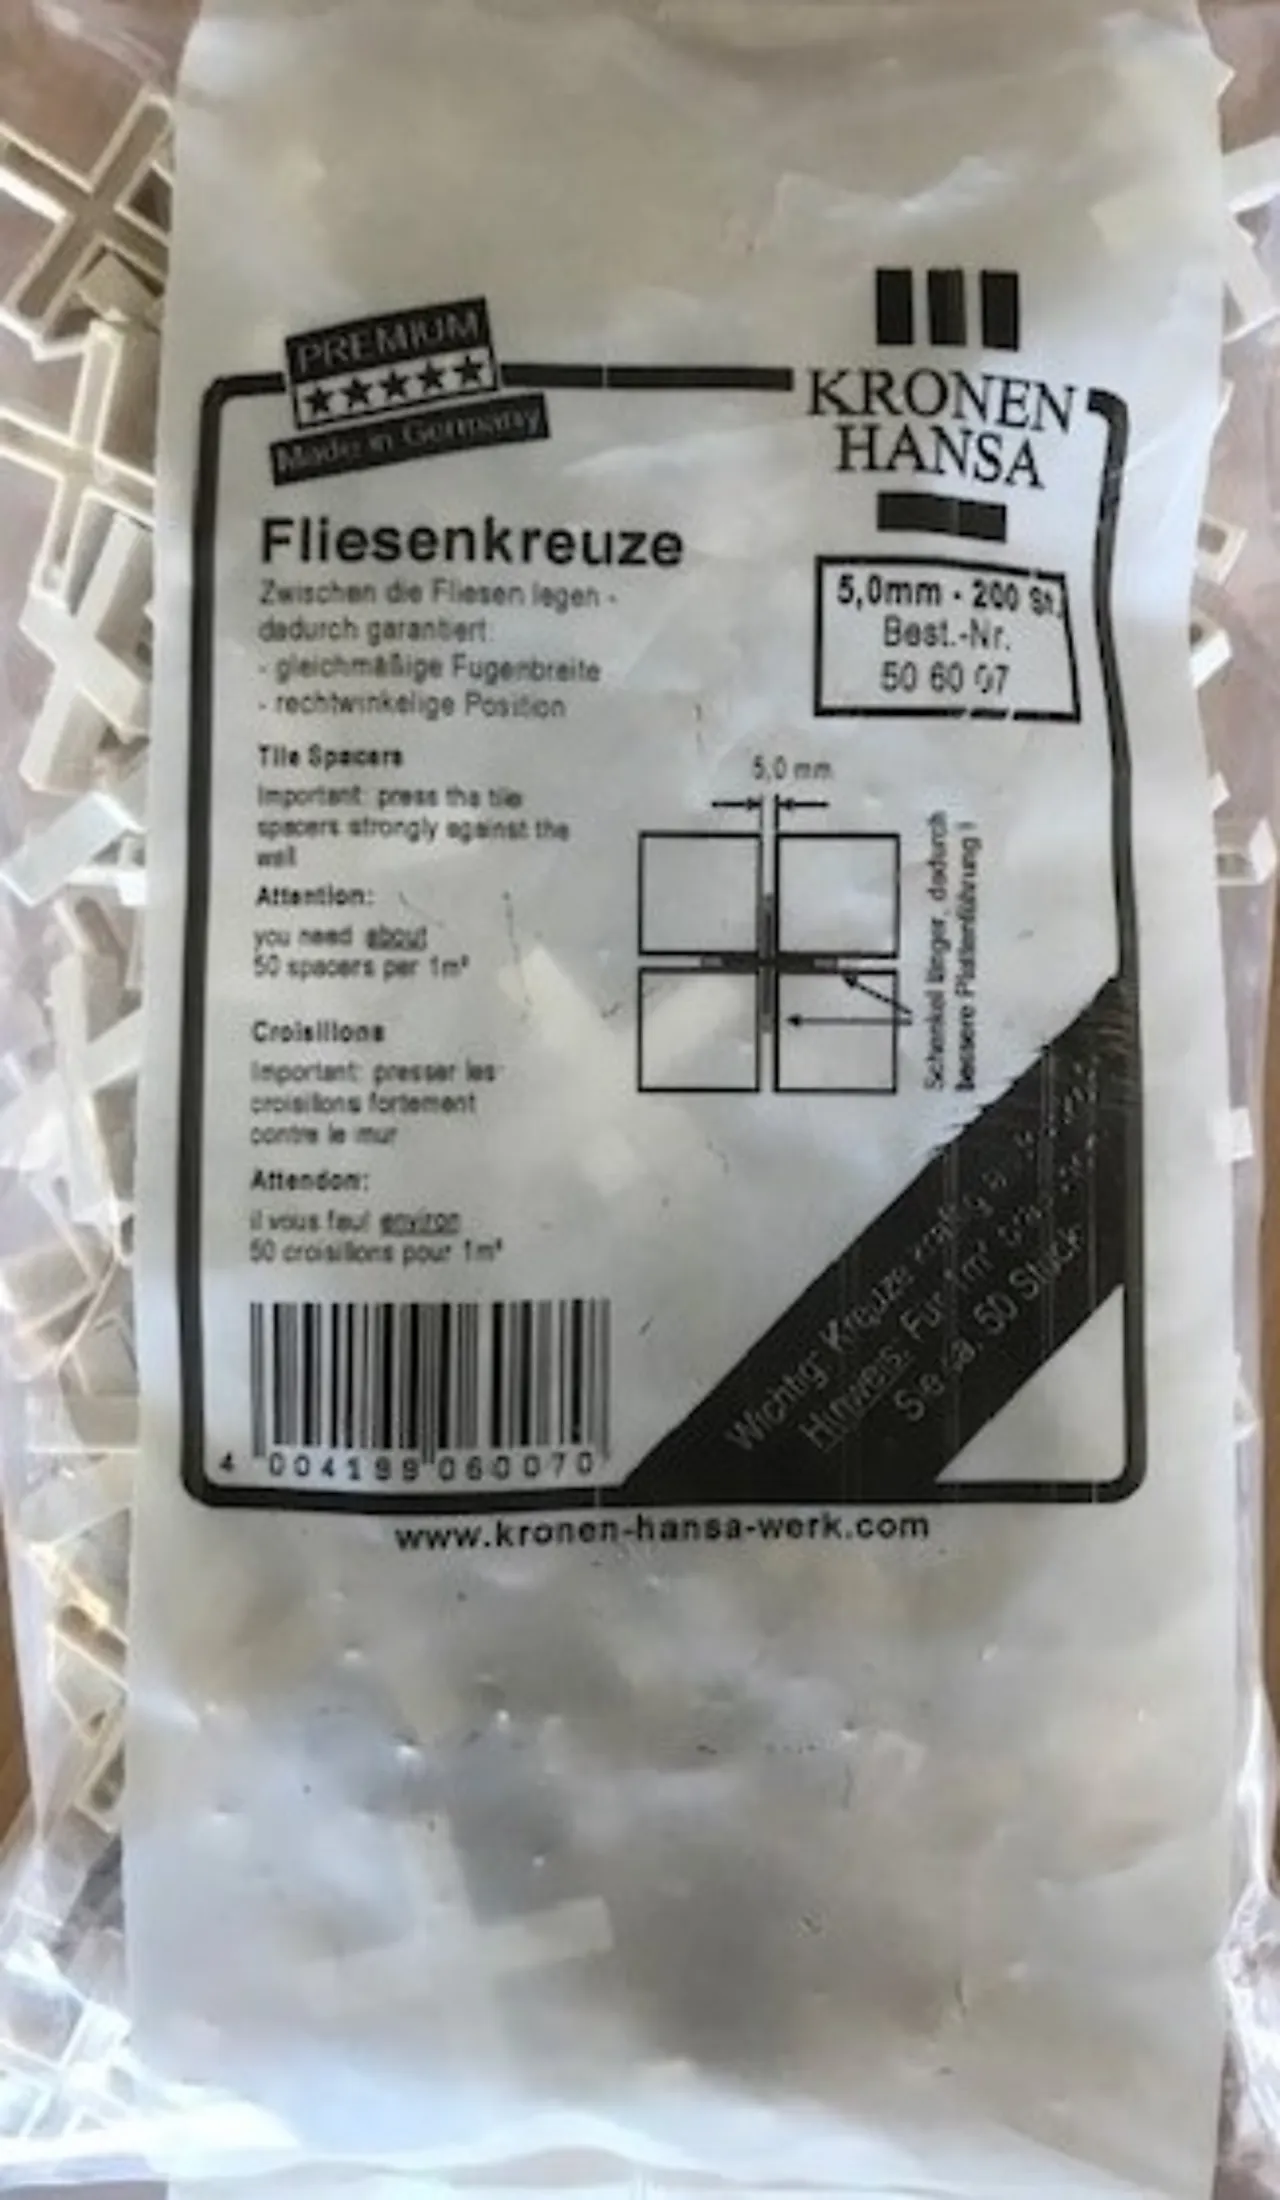 PREMIUM
★★★★★
Made in Germany
KRONEN
HANSA
Fliesenkreuze
Zwischen die Fliesen legen -
dadurch garantiert:
- gleichmäßige Fugenbreite
- rechtwinkelige Position
5,0mm - 200 St.
Best.-Nr.
50 60 07
Tile Spacers
Important: press the tile
spacers strongly against the
wall
Attention:
you need about
50 spacers per 1m²
Croisillons
Important: presser les
croisillons fortement
contre le mur
Attendon:
il vous faut environ
50 croisillons pour 1m²
5,0 mm
Schenkel länger, dadurch
bessere Plattenführung !
Wichtig: Kreuze kräftig
Hinweis: Für 1m²
Sie ca. 50 Stück
4 004199 060070
www.kronen-hansa-werk.com